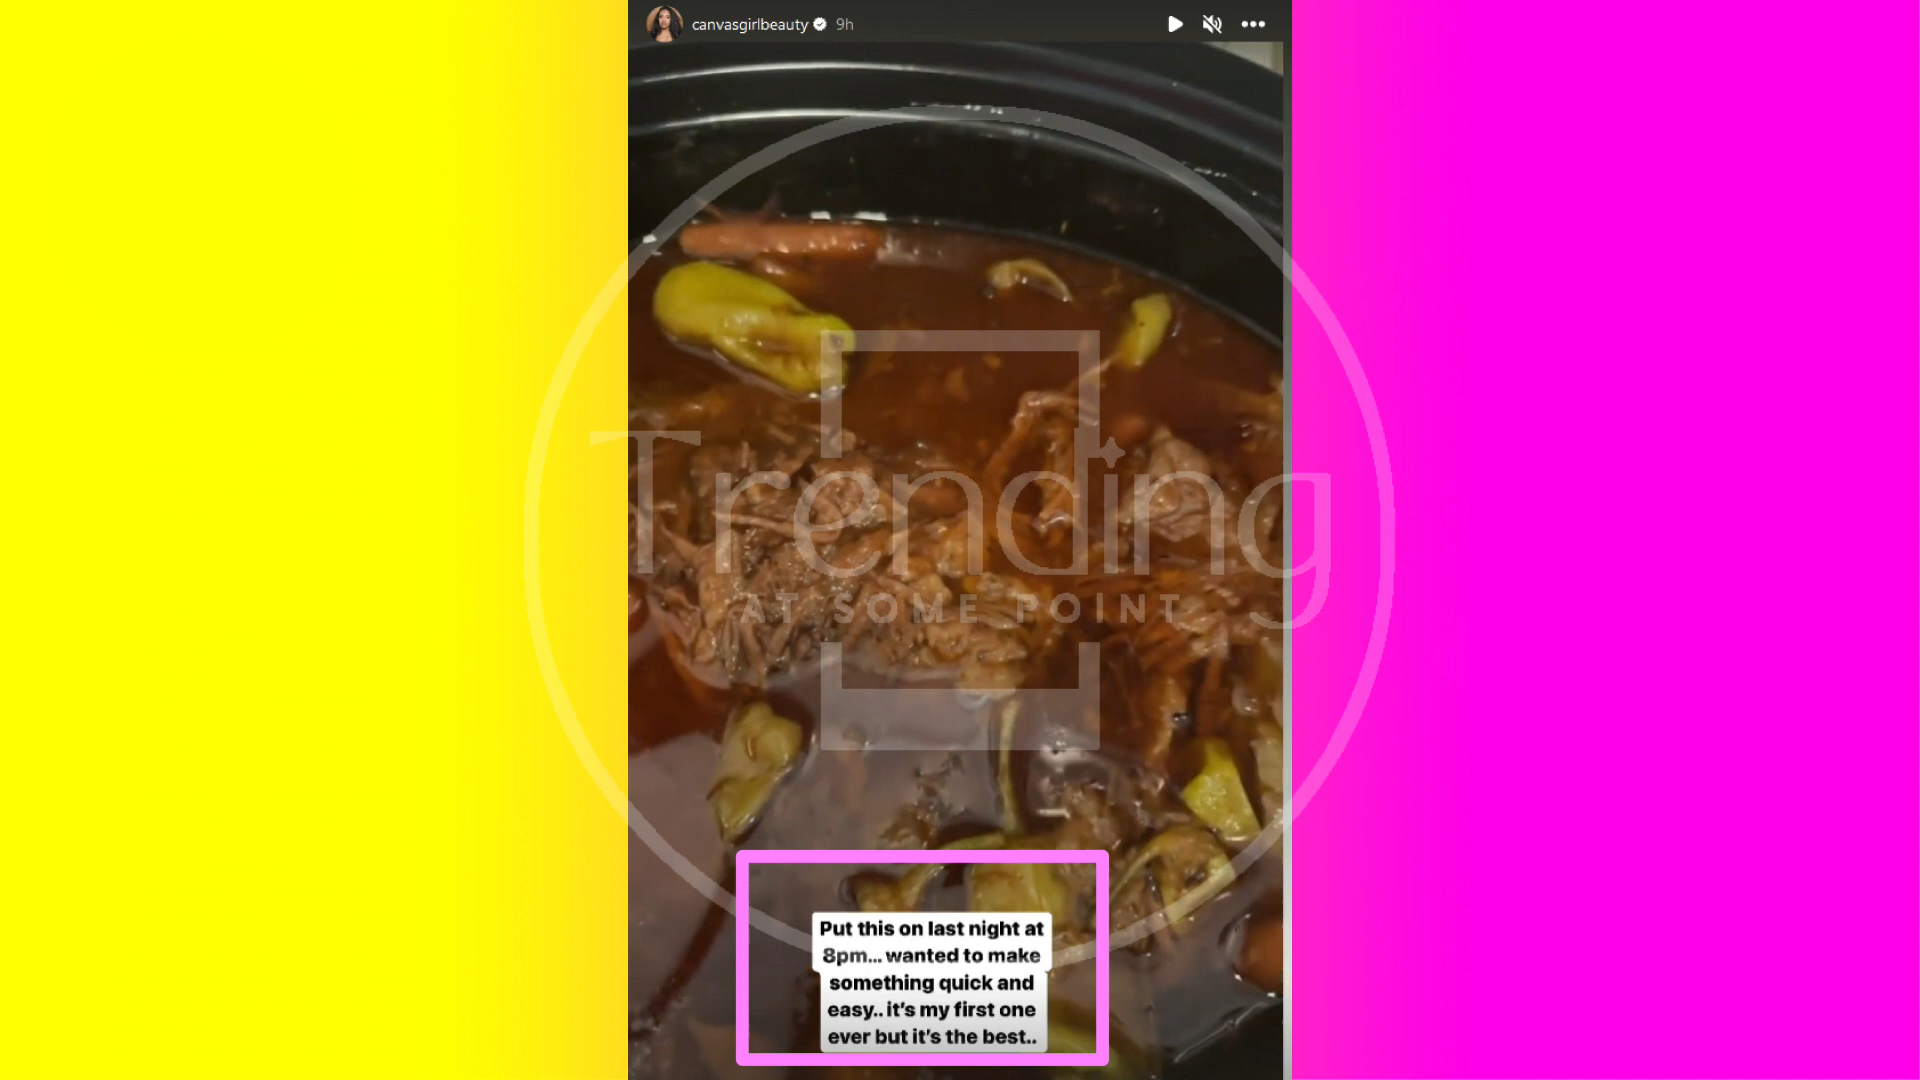 canvasgirlbeauty 9h
Trending
AT SOME POINT
Put this on last night at
8pm... wanted to make
something quick and
easy.. it's my first one
ever but it's the best..